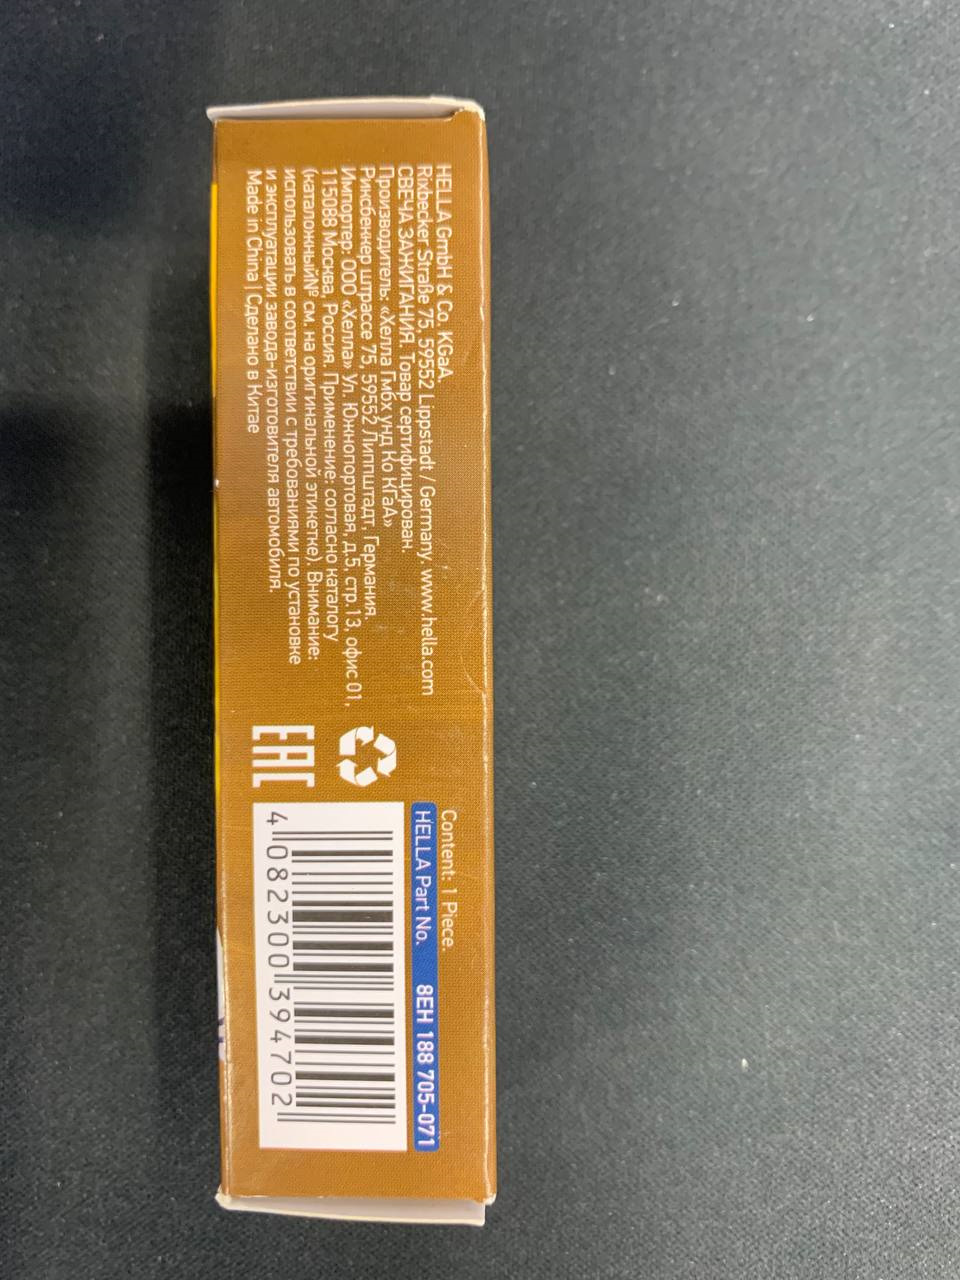 HELLA GmbH & Co. KGaA,
Rixbecker Straße 75, 59552 Lippstadt / Germany. www.hella.com
СВЕЧА ЗАЖИГАНИЯ. Товар сертифицирован.
Производитель: «Хелла Гмбх унд Ко КГаА»
Риксбеккер штрассе 75, 59552 Липпштадт, Германия.
Импортер: ООО «Хелла» Ул. Южнопортовая, д.5, стр.13, офис 01,
115088 Москва, Россия. Применение: согласно каталогу
(каталожный№ см. на оригинальной этикетке). Внимание:
использовать в соответствии с требованиями по установке
и эксплуатации завода-изготовителя автомобиля.
Made in China | Сделано в Китае
EAC
Content: 1 Piece.
HELLA Part No. 8EH 188 705-071
4 082300 394702